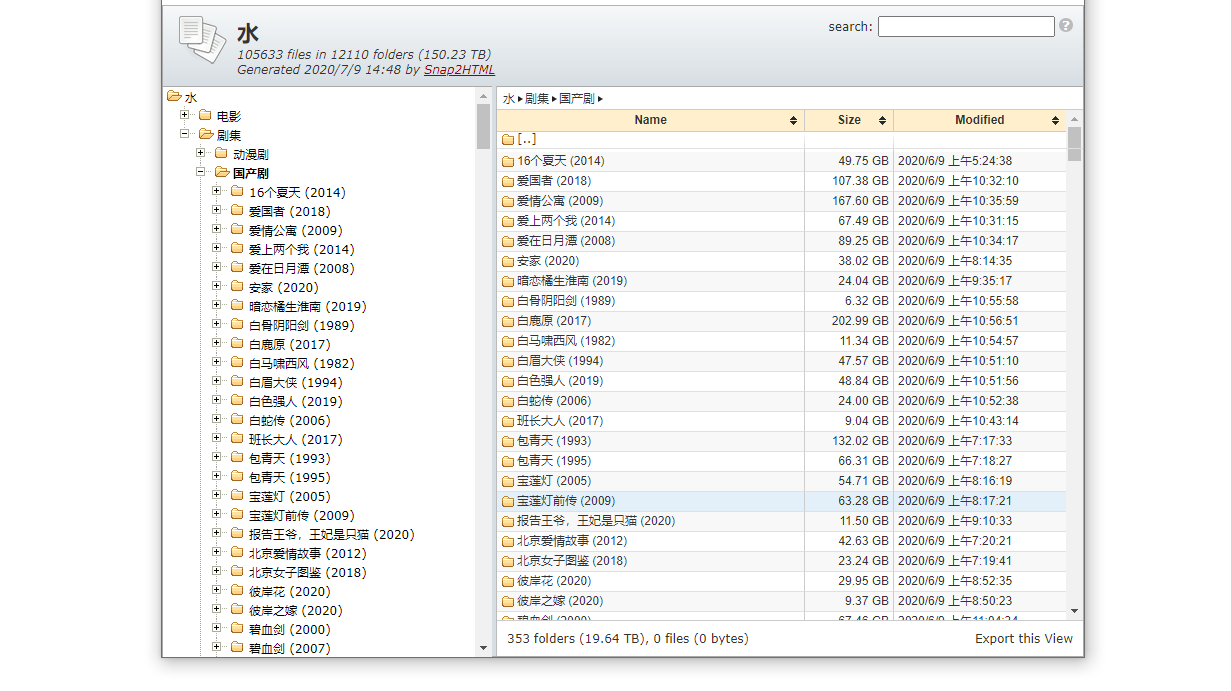 水
105633 files in 12110 folders (150.23 TB)
Generated 2020/7/9 14:48 by Snap2HTML
search:
水
电影
剧集
动漫剧
国产剧
16个夏天 (2014)
爱国者 (2018)
爱情公寓 (2009)
爱上两个我 (2014)
爱在日月潭 (2008)
安家 (2020)
暗恋橘生淮南 (2019)
白骨阴阳剑 (1989)
白鹿原 (2017)
白马啸西风 (1982)
白眉大侠 (1994)
白色强人 (2019)
白蛇传 (2006)
班长大人 (2017)
包青天 (1993)
包青天 (1995)
宝莲灯 (2005)
宝莲灯前传 (2009)
报告王爷，王妃是只猫 (2020)
北京爱情故事 (2012)
北京女子图鉴 (2018)
彼岸花 (2020)
彼岸之嫁 (2020)
碧血剑 (2000)
碧血剑 (2007)
水 ▸ 剧集 ▸ 国产剧 ▸
Name Size Modified
[..]
16个夏天 (2014) 49.75 GB 2020/6/9 上午5:24:38
爱国者 (2018) 107.38 GB 2020/6/9 上午10:32:10
爱情公寓 (2009) 167.60 GB 2020/6/9 上午10:35:59
爱上两个我 (2014) 67.49 GB 2020/6/9 上午10:31:15
爱在日月潭 (2008) 89.25 GB 2020/6/9 上午10:34:17
安家 (2020) 38.02 GB 2020/6/9 上午8:14:35
暗恋橘生淮南 (2019) 24.04 GB 2020/6/9 上午9:35:17
白骨阴阳剑 (1989) 6.32 GB 2020/6/9 上午10:55:58
白鹿原 (2017) 202.99 GB 2020/6/9 上午10:56:51
白马啸西风 (1982) 11.34 GB 2020/6/9 上午10:54:57
白眉大侠 (1994) 47.57 GB 2020/6/9 上午10:51:10
白色强人 (2019) 48.84 GB 2020/6/9 上午10:51:56
白蛇传 (2006) 24.00 GB 2020/6/9 上午10:52:38
班长大人 (2017) 9.04 GB 2020/6/9 上午10:43:14
包青天 (1993) 132.02 GB 2020/6/9 上午7:17:33
包青天 (1995) 66.31 GB 2020/6/9 上午7:18:27
宝莲灯 (2005) 54.71 GB 2020/6/9 上午8:16:19
宝莲灯前传 (2009) 63.28 GB 2020/6/9 上午8:17:21
报告王爷，王妃是只猫 (2020) 11.50 GB 2020/6/9 上午9:10:33
北京爱情故事 (2012) 42.63 GB 2020/6/9 上午7:20:21
北京女子图鉴 (2018) 23.24 GB 2020/6/9 上午7:19:41
彼岸花 (2020) 29.95 GB 2020/6/9 上午8:52:35
彼岸之嫁 (2020) 9.37 GB 2020/6/9 上午8:50:23
碧血剑 (2000) 67.46 GB 2020/6/9
353 folders (19.64 TB), 0 files (0 bytes)
Export this View